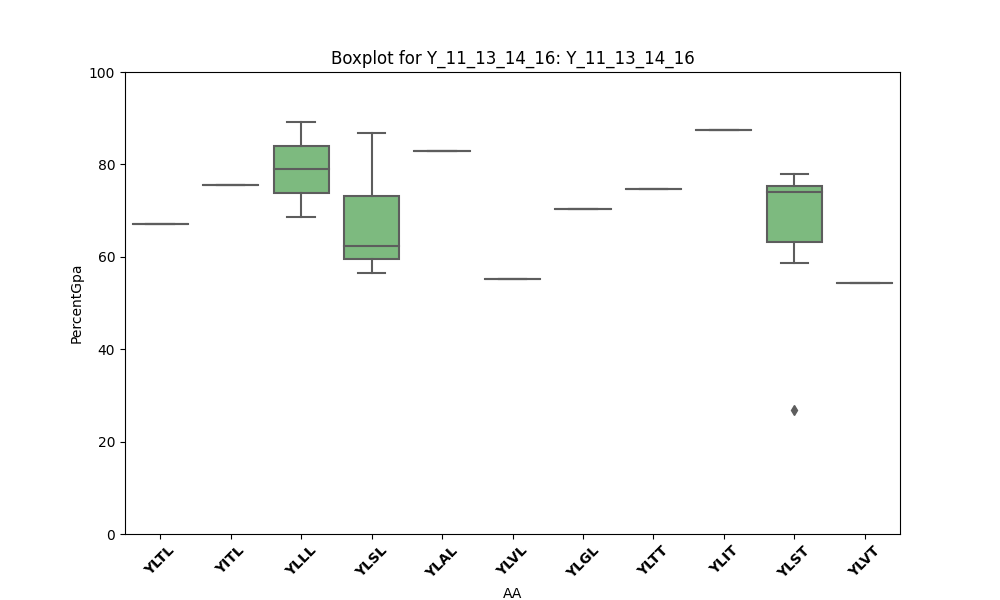 Boxplot for Y_11_13_14_16: Y_11_13_14_16
PercentGpa
100
80
60
40
20
0
YLTL
YITL
YLLL
YLSL
YLAL
YLVL
YLGL
YLTT
YLIT
YLST
YLVT
AA